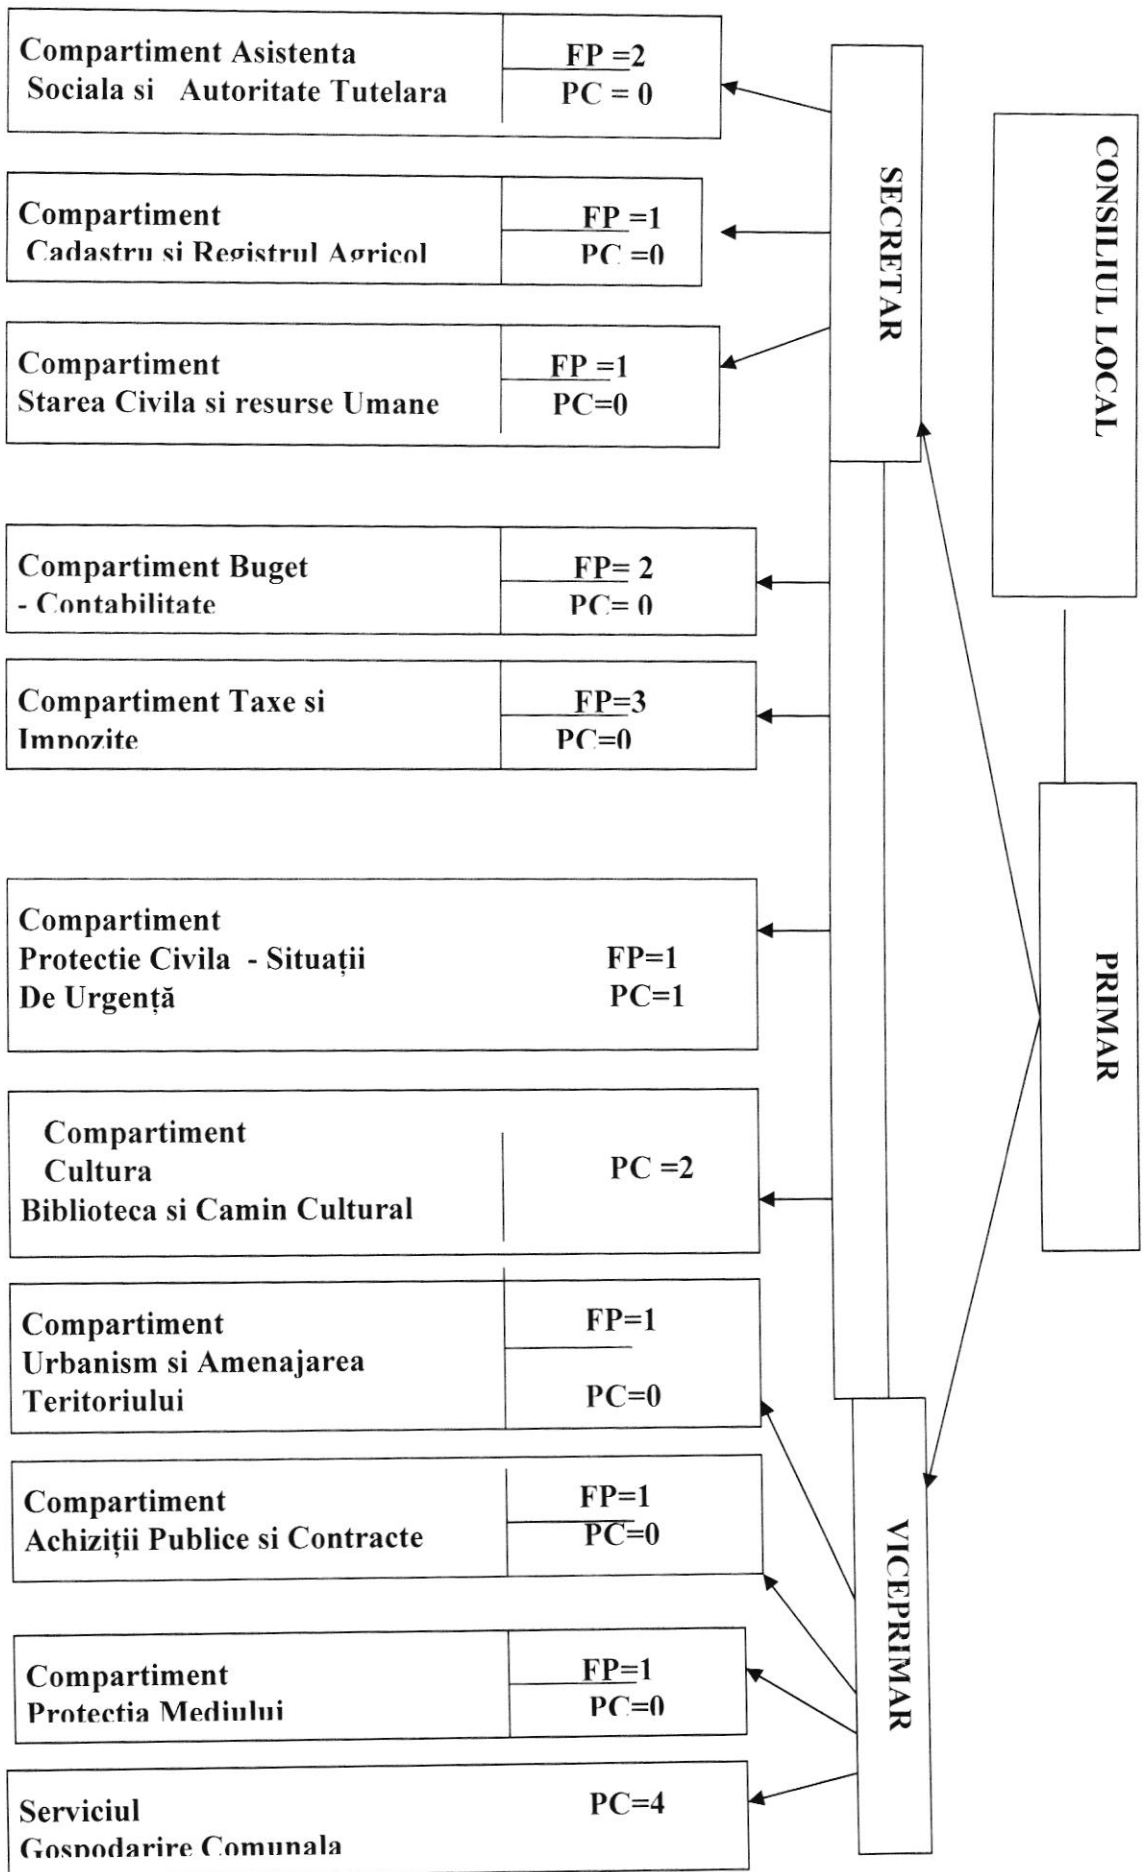 Compartiment Asistenta
Sociala si Autoritate Tutelara
FP =2
PC = 0
Compartiment
Cadastru si Registrul Agricol
FP =1
PC =0
Compartiment
Starea Civila si resurse Umane
FP =1
PC=0
Compartiment Buget
- Contabilitate
FP= 2
PC= 0
Compartiment Taxe si
Impozite
FP=3
PC=0
Compartiment
Protectie Civila - Situații
De Urgență
FP=1
PC=1
Compartiment
Cultura
Biblioteca si Camin Cultural
PC =2
Compartiment
Urbanism si Amenajarea
Teritoriului
FP=1
PC=0
Compartiment
Achiziții Publice si Contracte
FP=1
PC=0
Compartiment
Protectia Mediului
FP=1
PC=0
Serviciul
Gospodarire Comunala
PC=4
SECRETAR
VICEPRIMAR
CONSILIUL LOCAL
PRIMAR